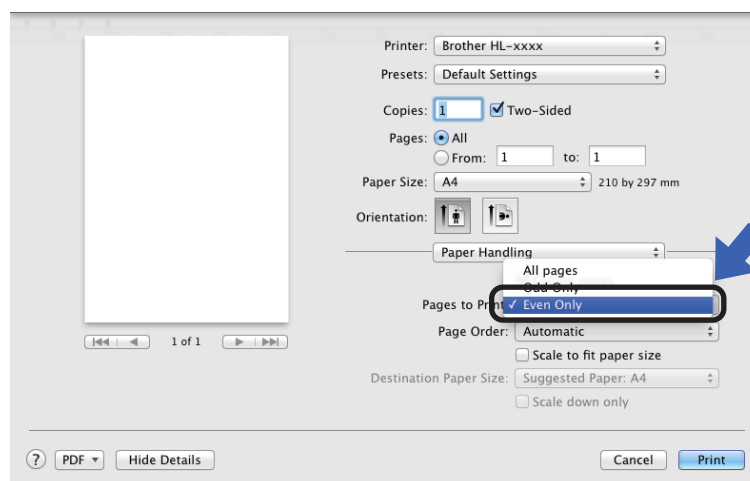 Printer: Brother HL-xxxx
Presets: Default Settings
Copies: 1 Two-Sided
Pages: All
From: 1 to: 1
Paper Size: A4 210 by 297 mm
Orientation:
Paper Handling
All pages
Odd Only
Pages to Print ✓ Even Only
1 of 1
Page Order: Automatic
Scale to fit paper size
Destination Paper Size: Suggested Paper: A4
Scale down only
? PDF Hide Details Cancel Print